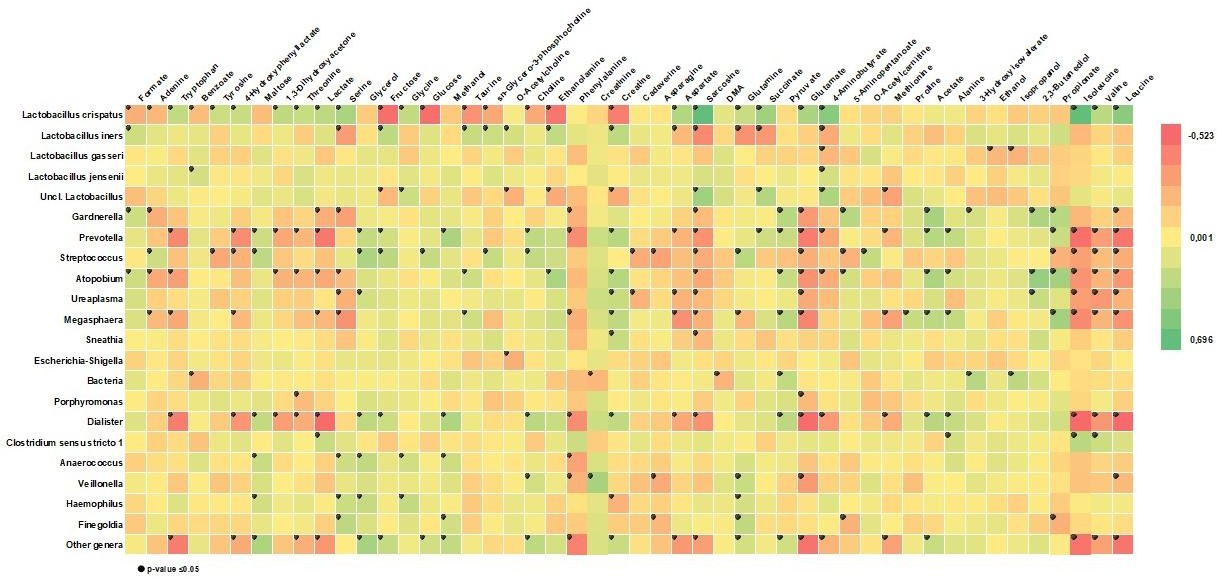 Formate
Adenine
Tryptophan
Benzoate
Tyrosine
4-Hydroxyphenyllactate
Maltose
1,3-Dihydroxyacetone
Threonine
Lactate
Serine
Glycerol
Fructose
Glycine
Glucose
Methanol
Taurine
sn-Glycero-3-phosphocholine
O-Acetylcholine
Choline
Ethanolamine
Phenylalanine
Creatinine
Creatine
Cadaverine
Asparagine
Aspartate
Sarcosine
DMA
Glutamine
Succinate
Pyruvate
Glutamate
4-Aminobutyrate
5-Aminopentanoate
O-Acetylcarnitine
Methionine
Proline
Acetate
Alanine
3-Hydroxyisovalerate
Ethanol
Isopropanol
2,3-Butanediol
Propionate
Isoleucine
Valine
Leucine
Lactobacillus crispatus
Lactobacillus iners
Lactobacillus gasseri
Lactobacillus jensenii
Uncl. Lactobacillus
Gardnerella
Prevotella
Streptococcus
Atopobium
Ureaplasma
Megasphaera
Sneathia
Escherichia-Shigella
Bacteria
Porphyromonas
Dialister
Clostridium sensu stricto 1
Anaerococcus
Veillonella
Haemophilus
Finegoldia
Other genera
-0,523
0,001
0,696
p-value ≤0.05